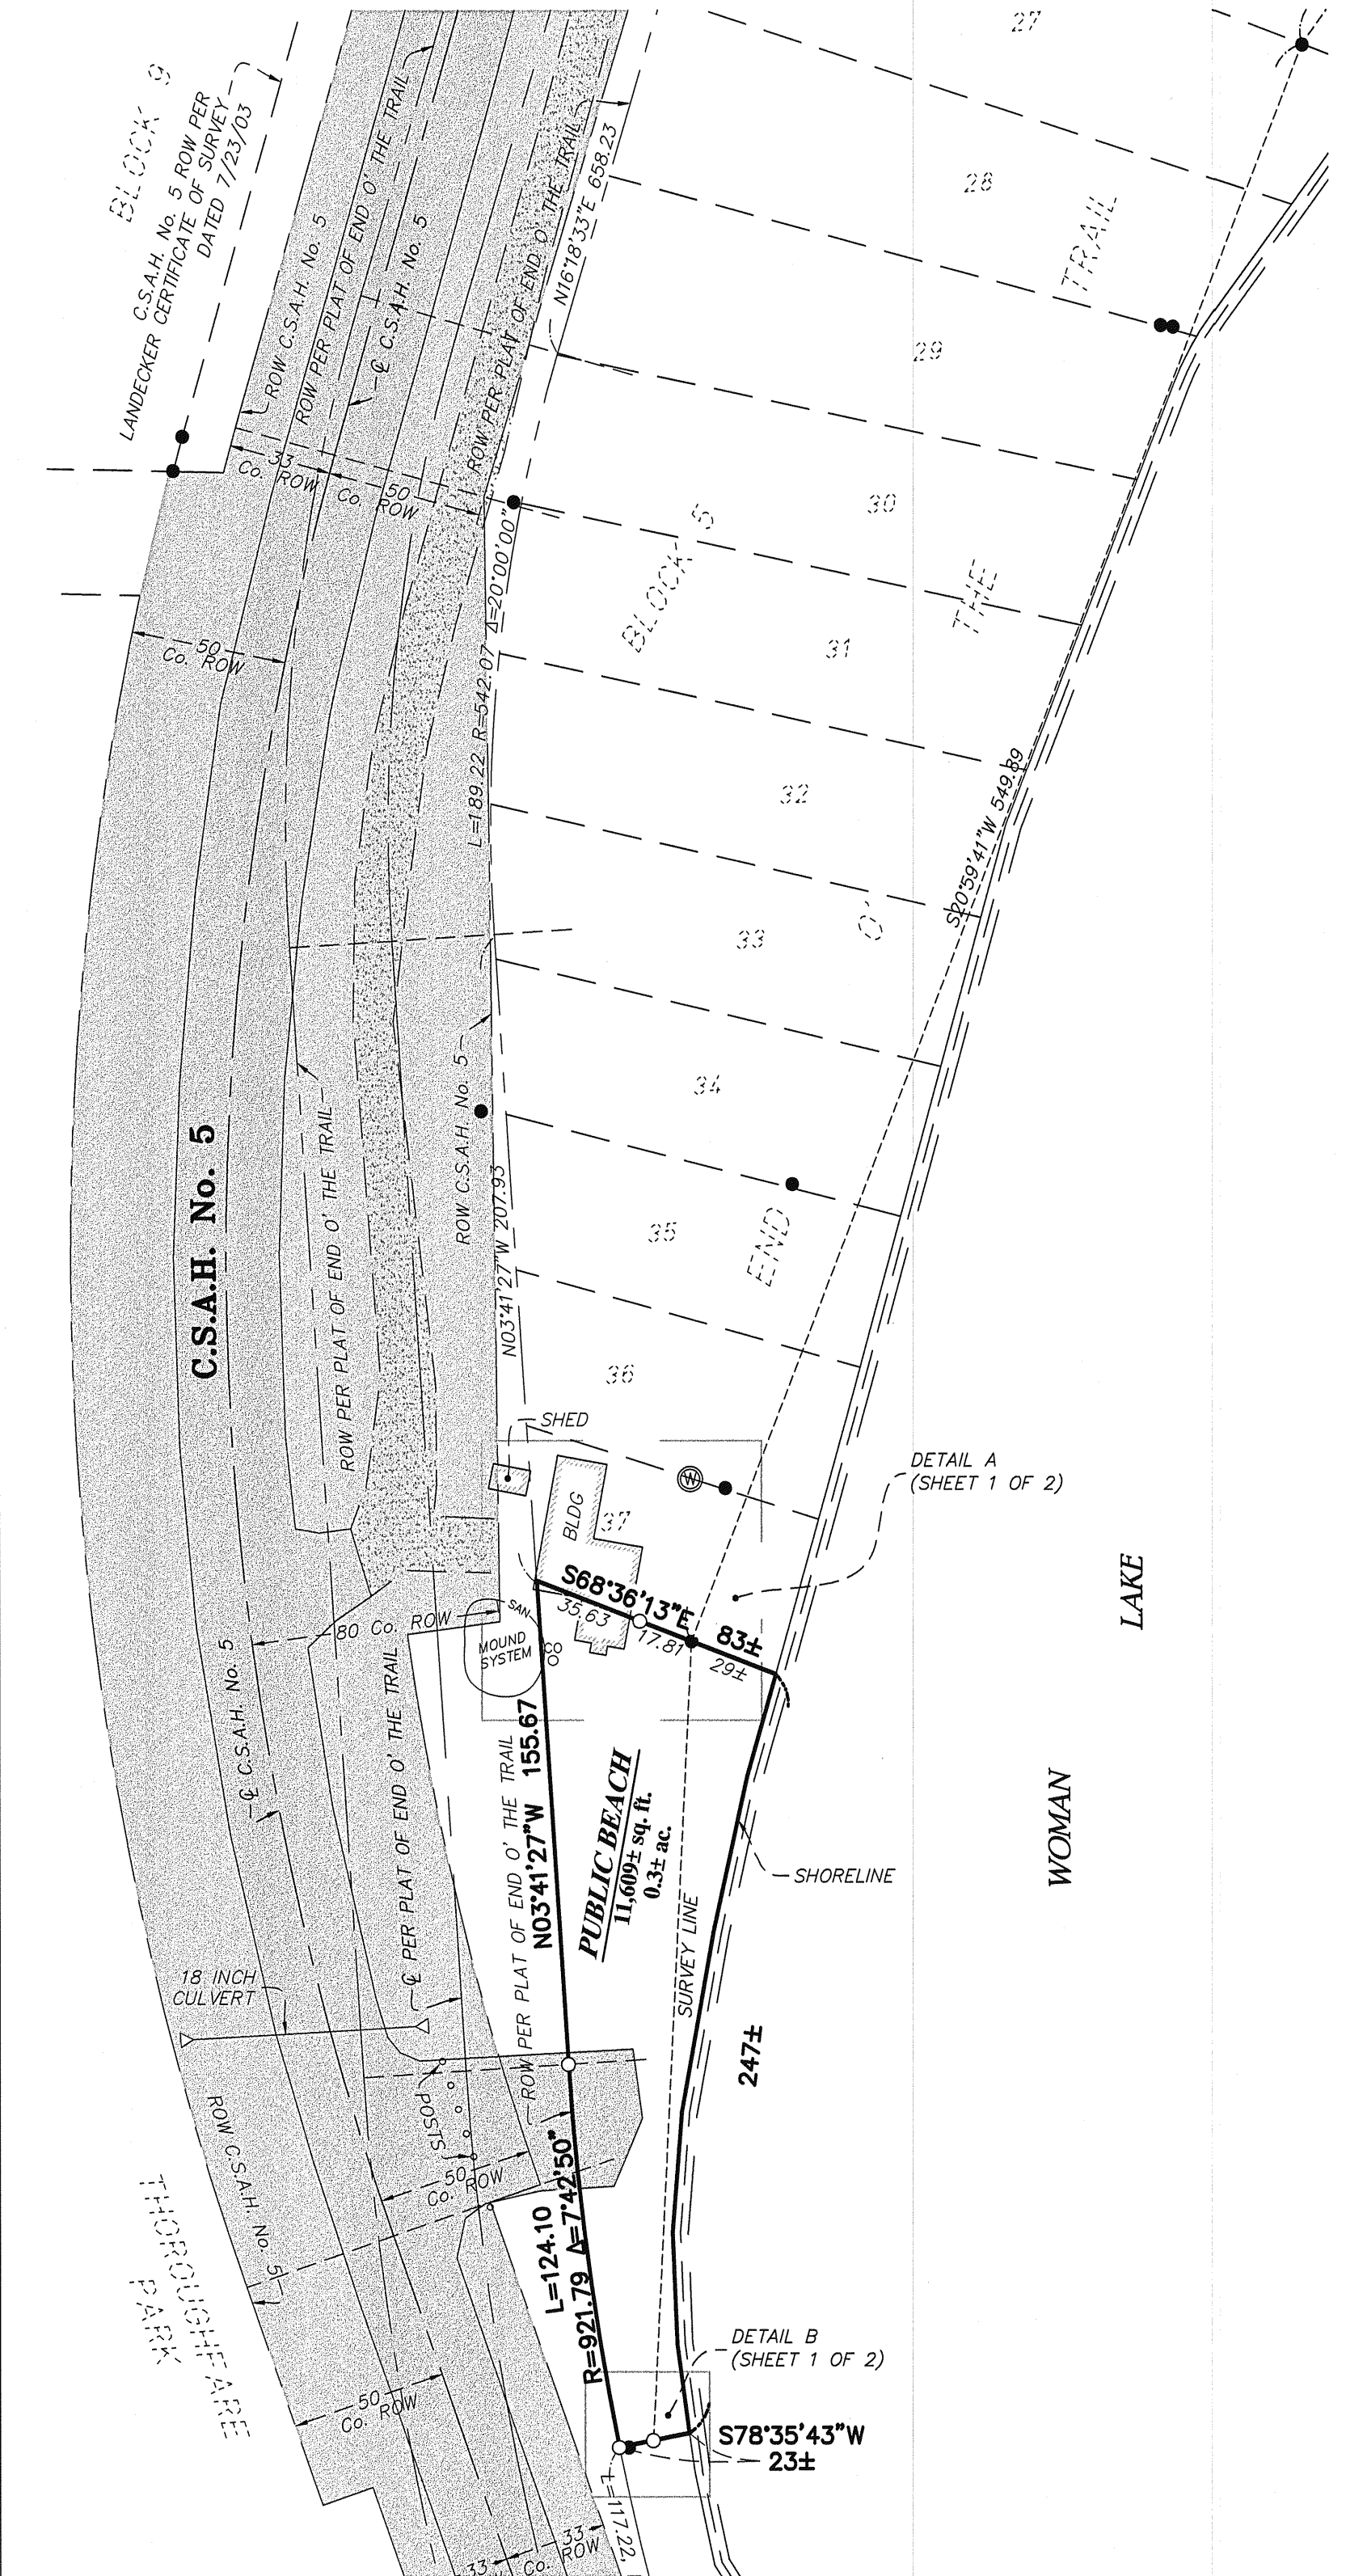 27
BLOCK 9
C.S.A.H. No. 5 ROW PER
LANDECKER CERTIFICATE OF SURVEY
DATED 7/23/03
ROW C.S.A.H. No. 5
ROW PER PLAT OF END O' THE TRAIL
℄ C.S.A.H. No. 5
ROW PER PLAT OF END O' THE TRAIL
N16°18'33"E 658.23
28
TRAIL
29
33
Co. ROW
50
Co. ROW
30
BLOCK 5
THE
L=189.22 R=542.07 Δ=20°00'00"
31
50
Co. ROW
32
S20°59'41"W 549.89
33
O'
34
C.S.A.H. No. 5
ROW PER PLAT OF END O' THE TRAIL
ROW C.S.A.H. No. 5
N03°41'27"W 207.93
35
END
36
SHED
W
DETAIL A
(SHEET 1 OF 2)
BLDG
37
S68°36'13"E
83±
35.63
17.81
29±
LAKE
WOMAN
80 Co. ROW
SAN
MOUND
SYSTEM
CO
℄ C.S.A.H. No. 5
℄ PER PLAT OF END O' THE TRAIL
ROW PER PLAT OF END O' THE TRAIL
N03°41'27"W 155.67
PUBLIC BEACH
11,609± sq. ft.
0.3± ac.
SHORELINE
SURVEY LINE
247±
18 INCH
CULVERT
POSTS
ROW C.S.A.H. No. 5
50
Co. ROW
THOROUGHFARE
PARK
L=124.10
R=921.79 Δ=7°42'50"
DETAIL B
(SHEET 1 OF 2)
50
Co. ROW
S78°35'43"W
23±
L=117.22,
33
Co. ROW
33